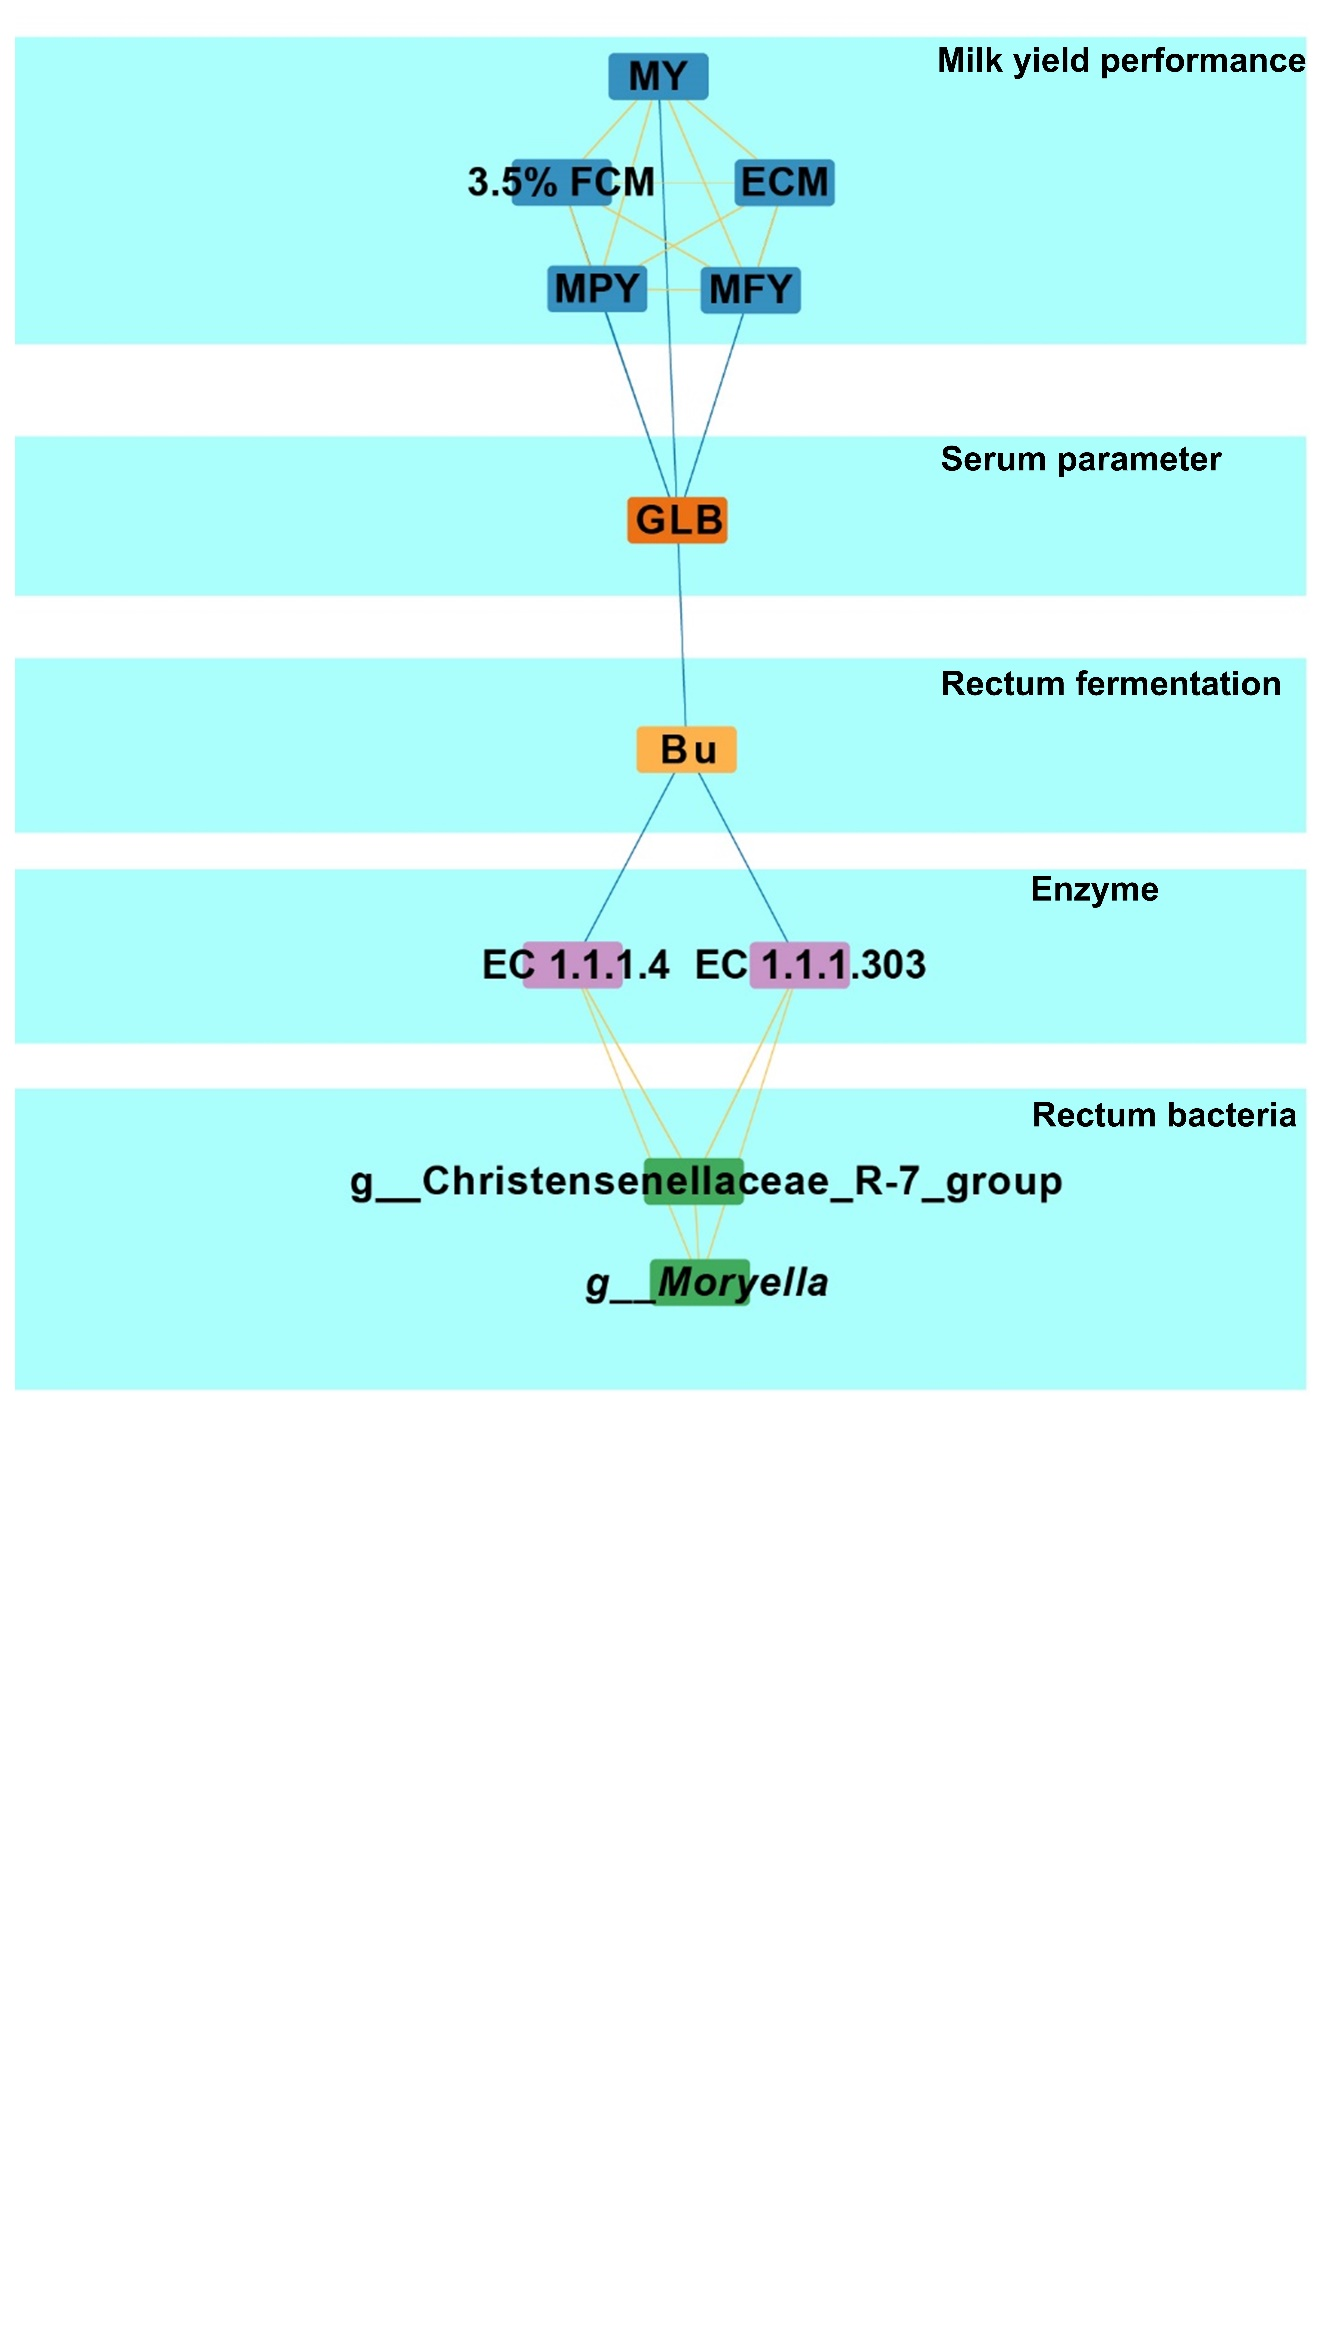 Milk yield performance
MY
3.5% FCM
ECM
MPY
MFY
Serum parameter
GLB
Rectum fermentation
Bu
Enzyme
EC 1.1.1.4
EC 1.1.1.303
Rectum bacteria
g__Christensenellaceae_R-7_group
g__Moryella